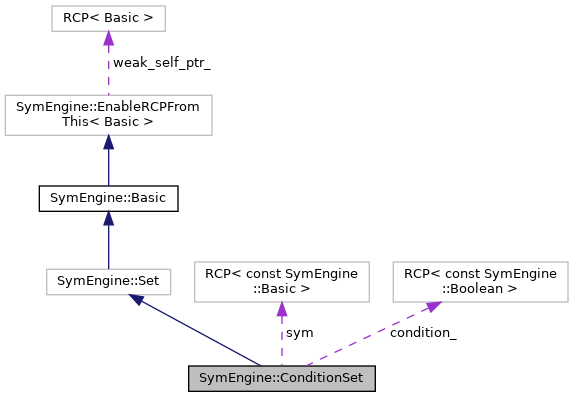 RCP< Basic >
weak_self_ptr_
SymEngine::EnableRCPFrom
This< Basic >
SymEngine::Basic
SymEngine::Set
RCP< const SymEngine
::Basic >
RCP< const SymEngine
::Boolean >
sym
condition_
SymEngine::ConditionSet